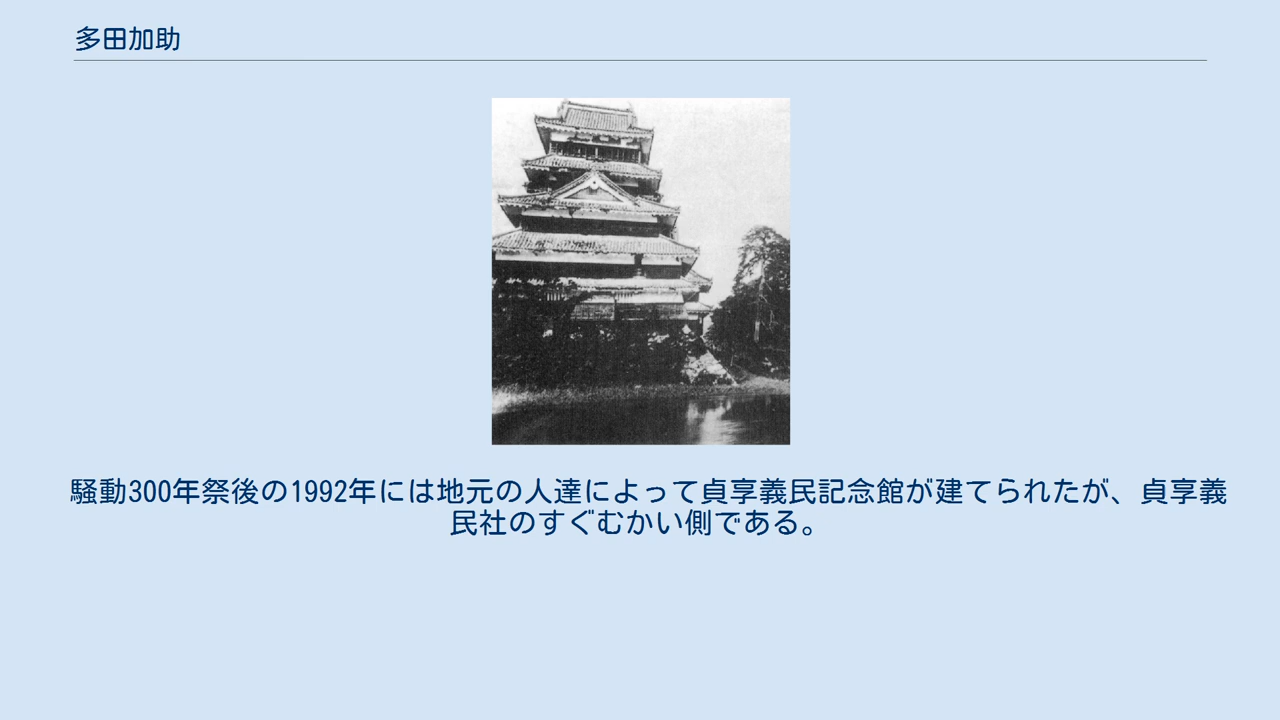 多田加助
騒動300年祭後の1992年には地元の人達によって貞享義民記念館が建てられたが、貞享義
民社のすぐむかい側である。